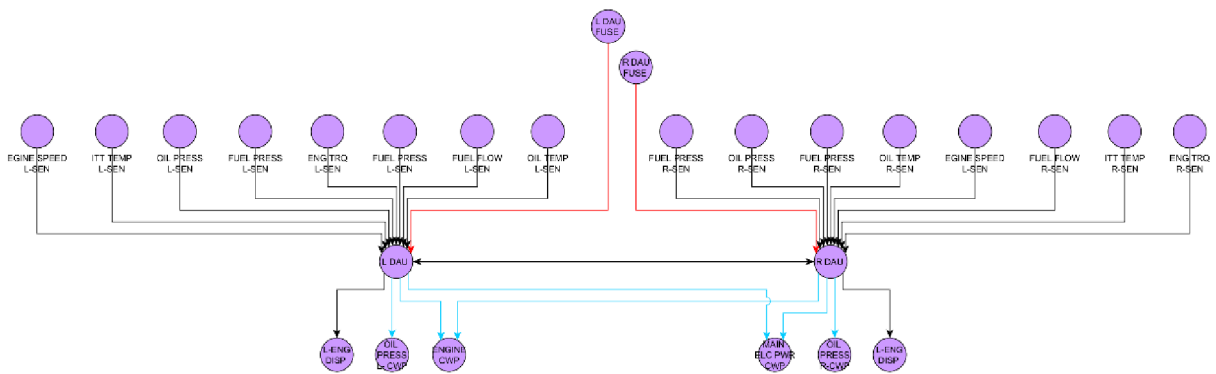 L DAU
FUSE
R DAU
FUSE
EGINE SPEED
L-SEN
ITT TEMP
L-SEN
OIL PRESS
L-SEN
FUEL PRESS
L-SEN
ENG TRQ
L-SEN
FUEL PRESS
L-SEN
FUEL FLOW
L-SEN
OIL TEMP
L-SEN
FUEL PRESS
R-SEN
OIL PRESS
R-SEN
FUEL PRESS
R-SEN
OIL TEMP
R-SEN
EGINE SPEED
L-SEN
FUEL FLOW
R-SEN
ITT TEMP
R-SEN
ENG TRQ
R-SEN
L DAU
R DAU
L-ENG
DISP
OIL
PRESS
L-CWP
ENGINE
CWP
MAIN
ELC PWR
CWP
OIL
PRESS
R-CWP
L-ENG
DISP